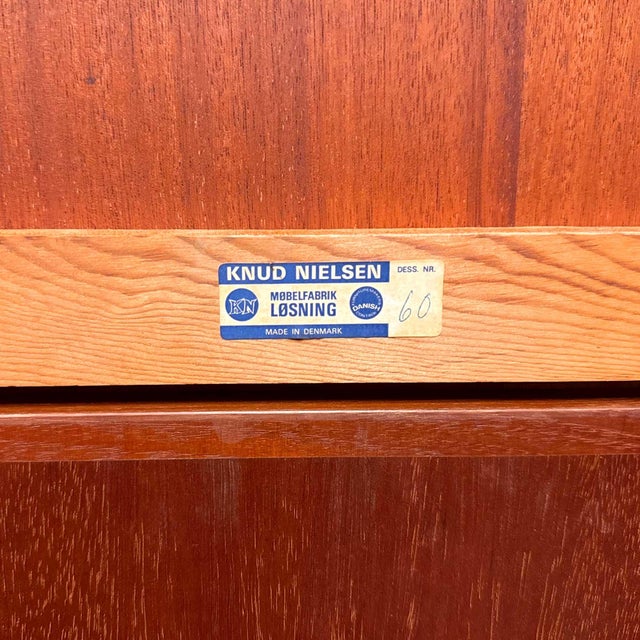 KNUD NIELSEN
DESS. NR.
KN
MØBELFABRIK
LØSNING
DANISH
60
MADE IN DENMARK